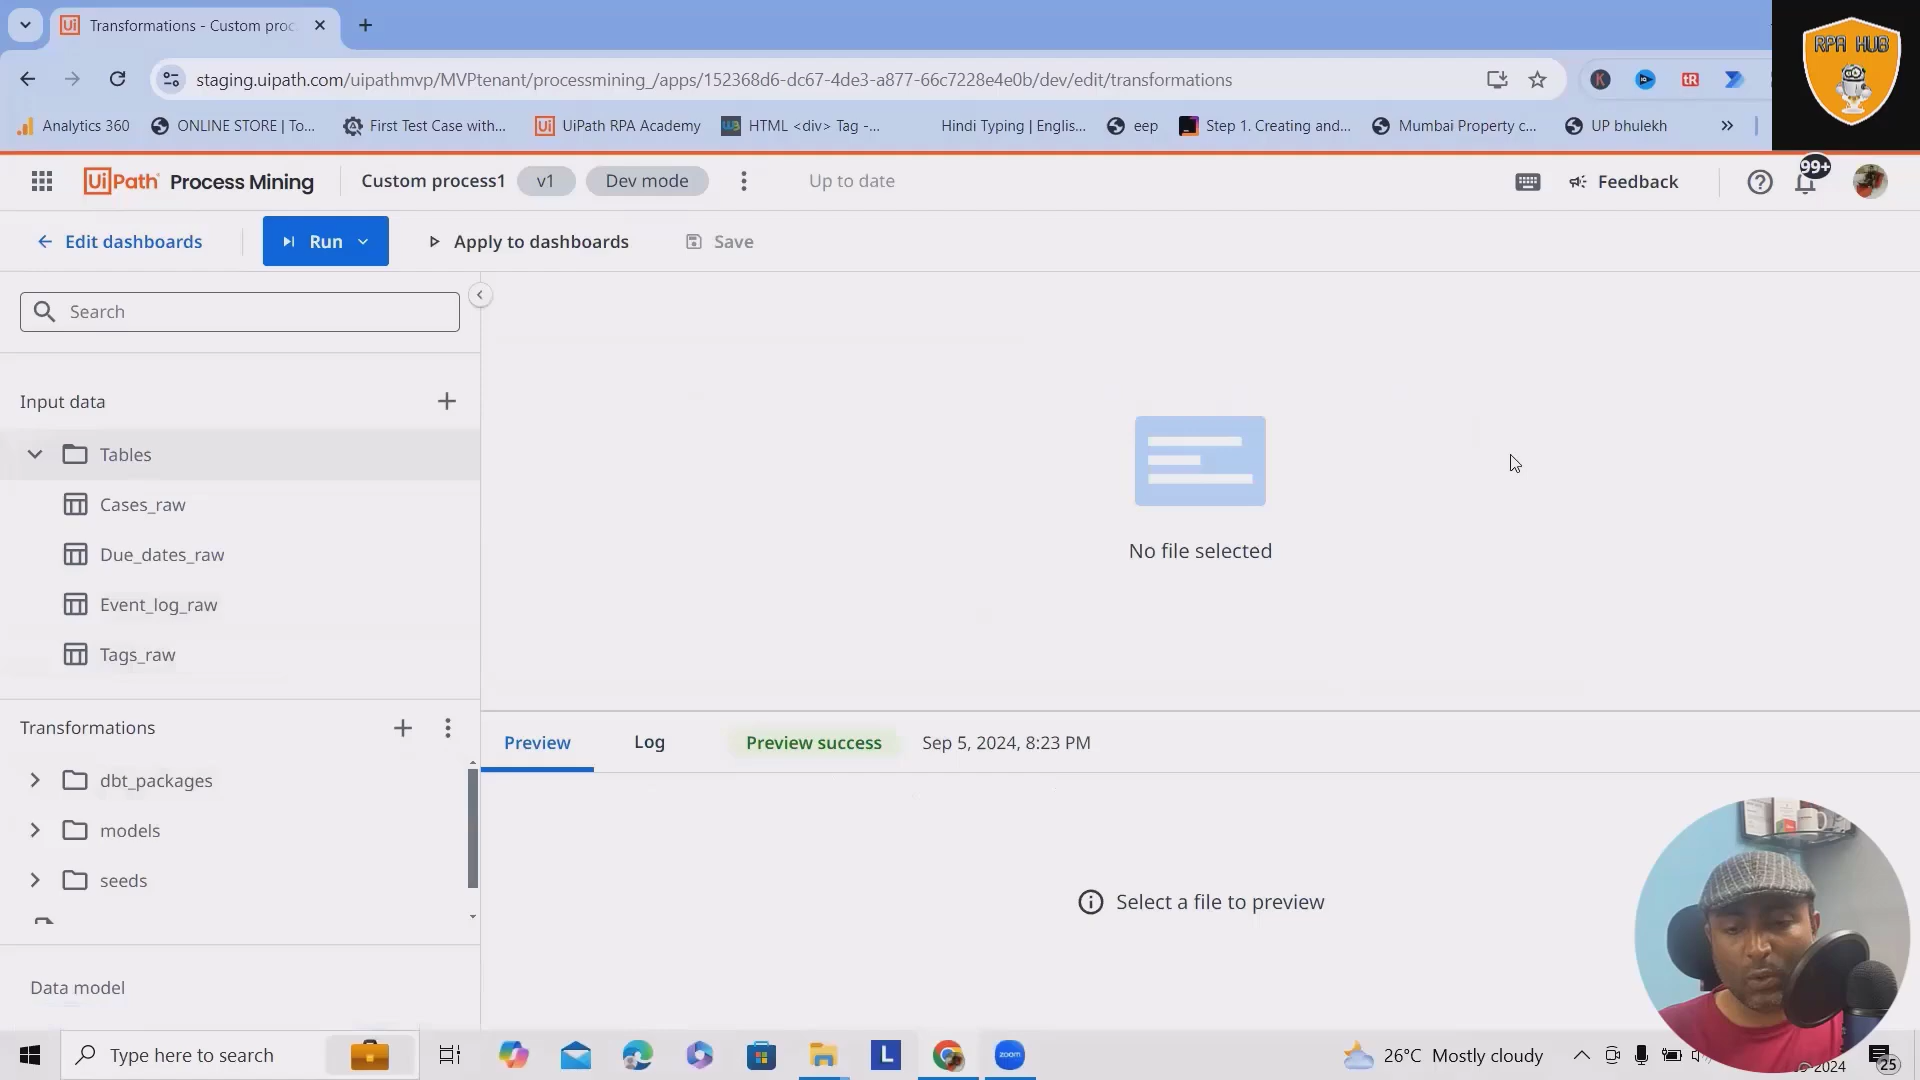 Transformations - Custom proc
staging.uipath.com/uipathmvp/MVPtenant/processmining_/apps/152368d6-dc67-4de3-a877-66c7228e4e0b/dev/edit/transformations
K
tR
RPA HUB
Analytics 360
ONLINE STORE | To...
First Test Case with...
UiPath RPA Academy
HTML <div> Tag -...
Hindi Typing | Englis...
eep
Step 1. Creating and...
Mumbai Property c...
UP bhulekh
UiPath Process Mining
Custom process1
v1
Dev mode
Up to date
Feedback
99+
Edit dashboards
Run
Apply to dashboards
Save
Search
Input data
Tables
Cases_raw
Due_dates_raw
Event_log_raw
Tags_raw
No file selected
Transformations
dbt_packages
models
seeds
Preview
Log
Preview success
Sep 5, 2024, 8:23 PM
Select a file to preview
Data model
Type here to search
L
zoom
26°C Mostly cloudy
2024
25